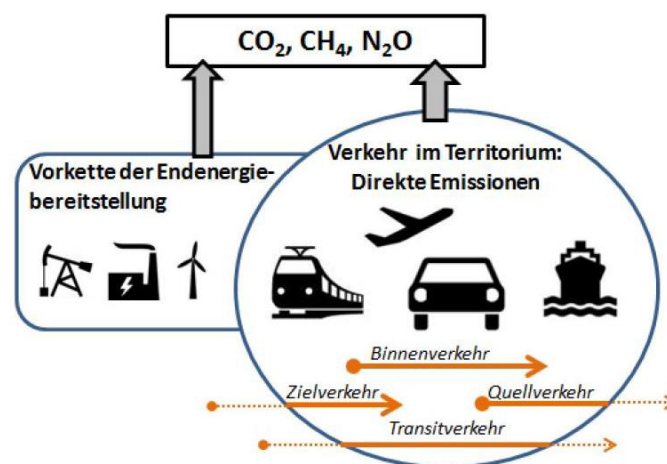 CO₂, CH₄, N₂O
Vorkette der Endenergie-
bereitstellung
Verkehr im Territorium:
Direkte Emissionen
Binnenverkehr
Zielverkehr
Quellverkehr
Transitverkehr